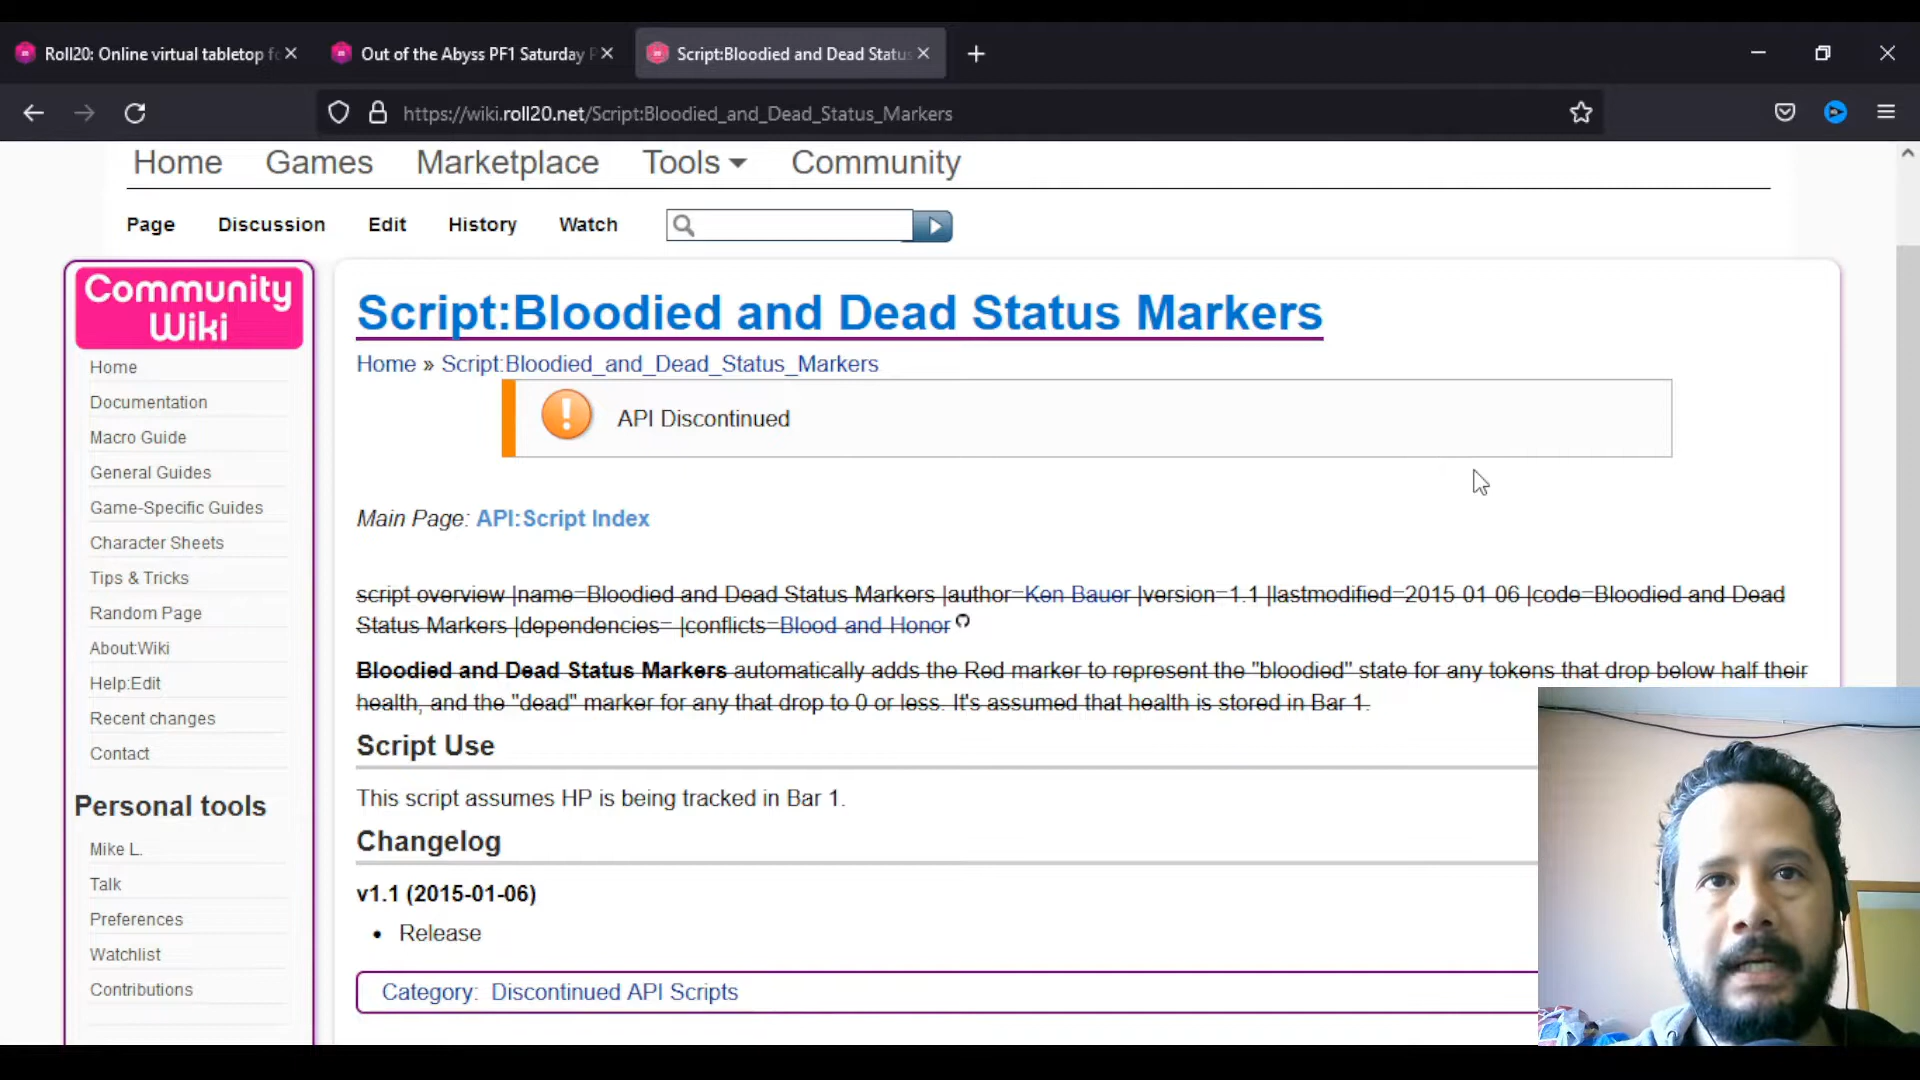 Roll20: Online virtual tabletop
Out of the Abyss PF1 Saturday
Script:Bloodied and Dead Status
https://wiki.roll20.net/Script:Bloodied_and_Dead_Status_Markers
Home Games Marketplace Tools Community
Page Discussion Edit History Watch
Community
Wiki
Home
Documentation
Macro Guide
General Guides
Game-Specific Guides
Character Sheets
Tips & Tricks
Random Page
About:Wiki
Help:Edit
Recent changes
Contact
Personal tools
Mike L.
Talk
Preferences
Watchlist
Contributions
Script:Bloodied and Dead Status Markers
Home » Script:Bloodied_and_Dead_Status_Markers
API Discontinued
Main Page: API:Script Index
script overview |name=Bloodied and Dead Status Markers |author=Ken Bauer |version=1.1 |lastmodified=2015-01-06 |code=Bloodied and Dead
Status Markers |dependencies= |conflicts=Blood and Honor
Bloodied and Dead Status Markers automatically adds the Red marker to represent the "bloodied" state for any tokens that drop below half their
health, and the "dead" marker for any that drop to 0 or less. It's assumed that health is stored in Bar 1.
Script Use
This script assumes HP is being tracked in Bar 1.
Changelog
v1.1 (2015-01-06)
• Release
Category: Discontinued API Scripts